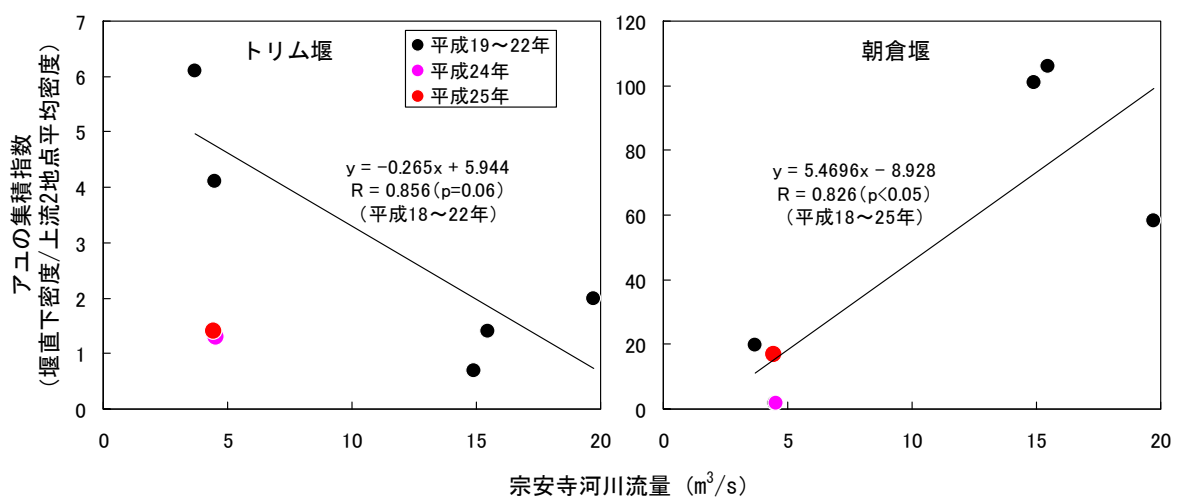 アユの集積指数
(堰直下密度/上流2地点平均密度)
7
6
5
4
3
2
1
0
0
5
10
15
20
トリム堰
平成19～22年
平成24年
平成25年
y = −0.265x + 5.944
R = 0.856(p=0.06)
(平成18～22年)
120
100
80
60
40
20
0
0
5
10
15
20
朝倉堰
y = 5.4696x − 8.928
R = 0.826(p<0.05)
(平成18～25年)
宗安寺河川流量 (m³/s)